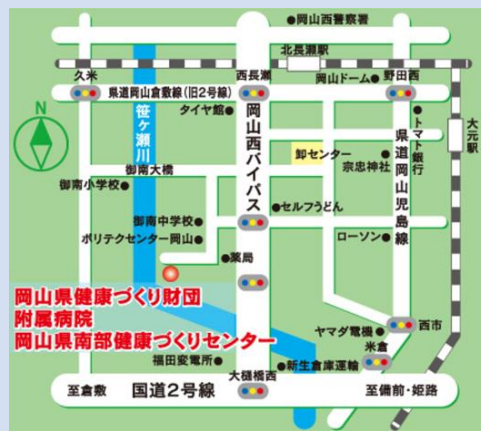 岡山西警察署
北長瀬駅
久米
西長瀬
岡山ドーム
野田西
県道岡山倉敷線(旧2号線)
タイヤ館
トマト銀行
大元駅
N
笹ヶ瀬川
岡山西バイパス
卸センター
宗忠神社
県道岡山児島線
御南大橋
御南小学校
セルフうどん
御南中学校
ポリテクセンター岡山
ローソン
薬局
岡山県健康づくり財団
附属病院
岡山県南部健康づくりセンター
ヤマダ電機
西市
米倉
福田変電所
新生倉庫運輸
大樋橋西
至倉敷
国道2号線
至備前・姫路